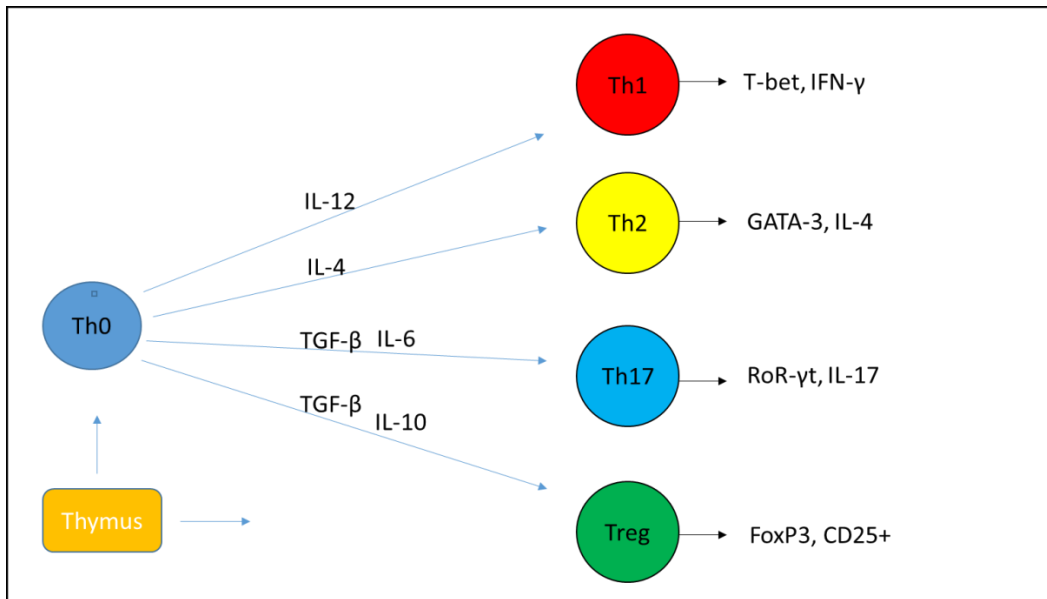 Th1
T-bet, IFN-γ
IL-12
Th2
GATA-3, IL-4
IL-4
Th0
TGF-β IL-6
Th17
RoR-γt, IL-17
TGF-β
IL-10
Thymus
Treg
FoxP3, CD25+